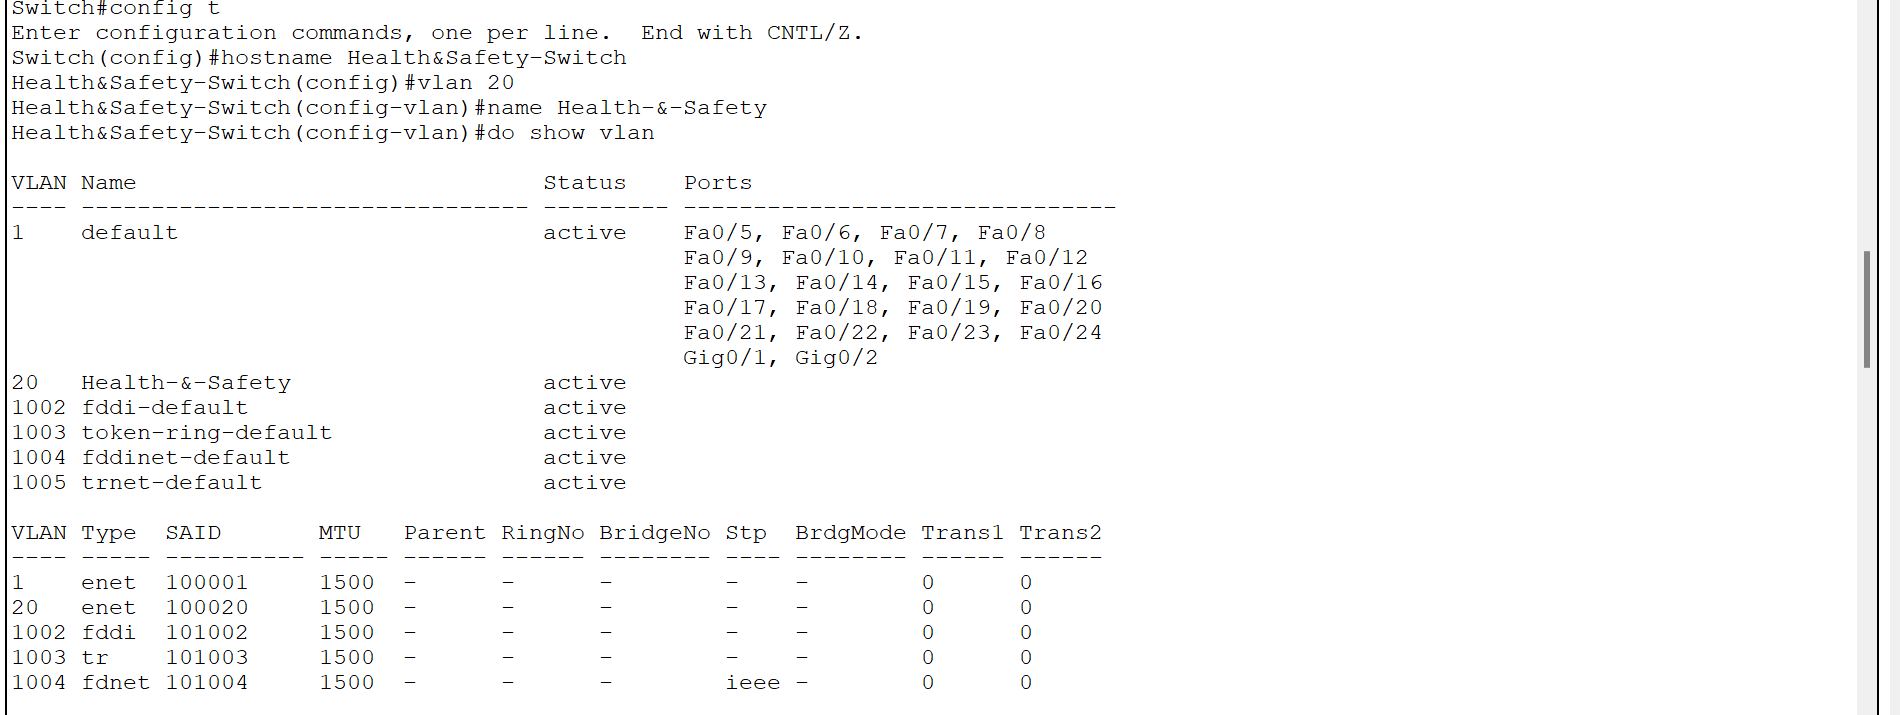 Switch#config t
Enter configuration commands, one per line.  End with CNTL/Z.
Switch(config)#hostname Health&Safety-Switch
Health&Safety-Switch(config)#vlan 20
Health&Safety-Switch(config-vlan)#name Health-&-Safety
Health&Safety-Switch(config-vlan)#do show vlan

VLAN Name                             Status    Ports
---- -------------------------------- --------- -------------------------------
1    default                          active    Fa0/5, Fa0/6, Fa0/7, Fa0/8
                                                Fa0/9, Fa0/10, Fa0/11, Fa0/12
                                                Fa0/13, Fa0/14, Fa0/15, Fa0/16
                                                Fa0/17, Fa0/18, Fa0/19, Fa0/20
                                                Fa0/21, Fa0/22, Fa0/23, Fa0/24
                                                Gig0/1, Gig0/2
20   Health-&-Safety                  active
1002 fddi-default                     active
1003 token-ring-default               active
1004 fddinet-default                  active
1005 trnet-default                    active

VLAN Type  SAID       MTU   Parent RingNo BridgeNo Stp  BrdgMode Trans1 Trans2
---- ----- ---------- ----- ------ ------ -------- ---- -------- ------ ------
1    enet  100001     1500  -      -      -        -    -        0      0
20   enet  100020     1500  -      -      -        -    -        0      0
1002 fddi  101002     1500  -      -      -        -    -        0      0
1003 tr    101003     1500  -      -      -        -    -        0      0
1004 fdnet 101004     1500  -      -      -        ieee -        0      0